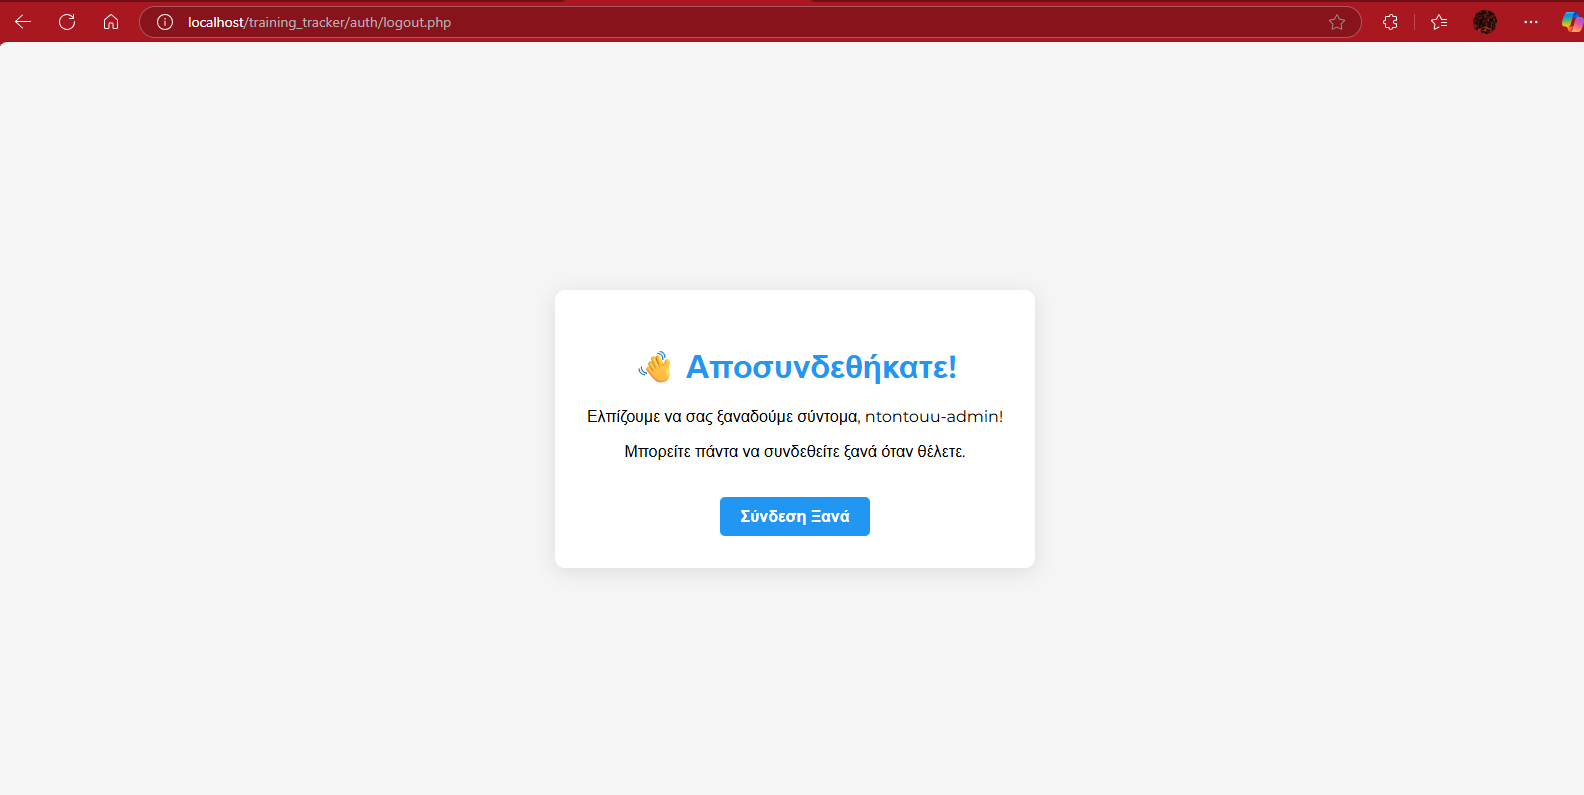 localhost/training_tracker/auth/logout.php
👋 Αποσυνδεθήκατε!
Ελπίζουμε να σας ξαναδούμε σύντομα, ntontouu-admin!
Μπορείτε πάντα να συνδεθείτε ξανά όταν θέλετε.
Σύνδεση Ξανά